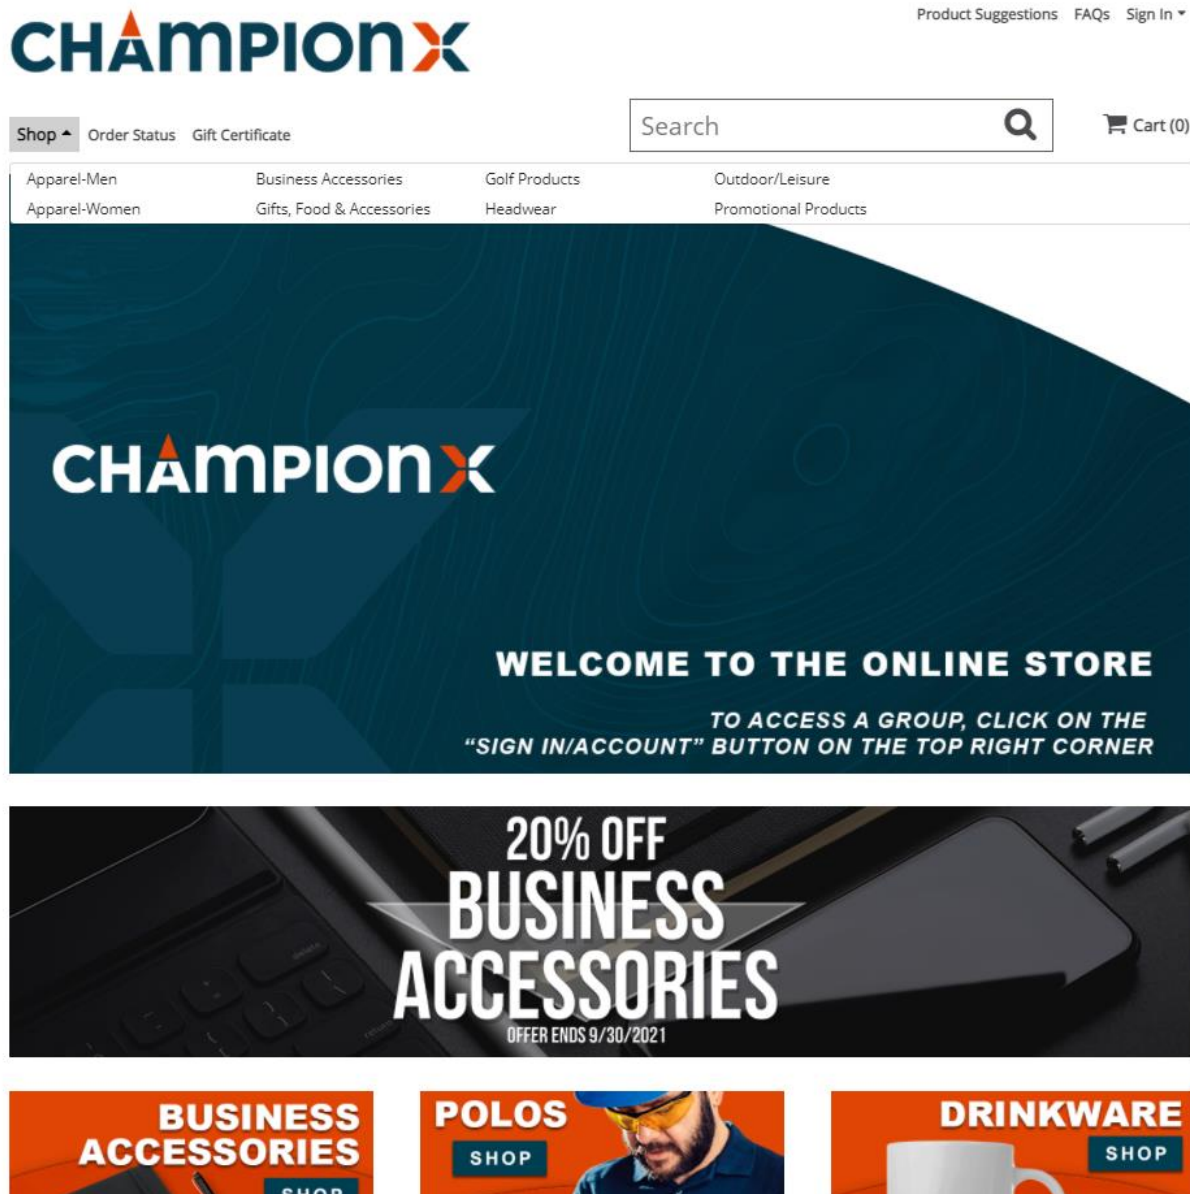 CHAMPIONX
Product Suggestions FAQs Sign In
Shop Order Status Gift Certificate
Search
Cart (0)
Apparel-Men Business Accessories Golf Products Outdoor/Leisure
Apparel-Women Gifts, Food & Accessories Headwear Promotional Products
CHAMPIONX
WELCOME TO THE ONLINE STORE
TO ACCESS A GROUP, CLICK ON THE
“SIGN IN/ACCOUNT” BUTTON ON THE TOP RIGHT CORNER
20% OFF
BUSINESS
ACCESSORIES
OFFER ENDS 9/30/2021
delete
return
BUSINESS
ACCESSORIES
SHOP
POLOS
SHOP
DRINKWARE
SHOP